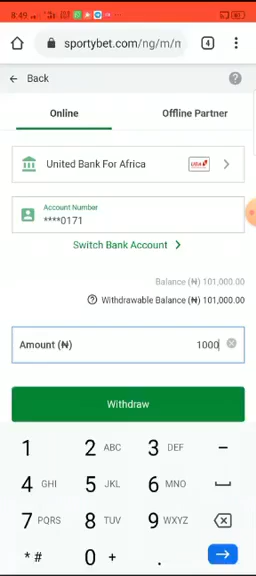 8:49
sportybet.com/ng/m/m
4
Back
Online
Offline Partner
United Bank For Africa
UBA
Account Number
****0171
Switch Bank Account
Balance (₦) 101,000.00
Withdrawable Balance (₦) 101,000.00
Amount (₦)
1000
Withdraw
1 2 ABC 3 DEF –
4 GHI 5 JKL 6 MNO
7 PQRS 8 TUV 9 WXYZ
* # 0 + .